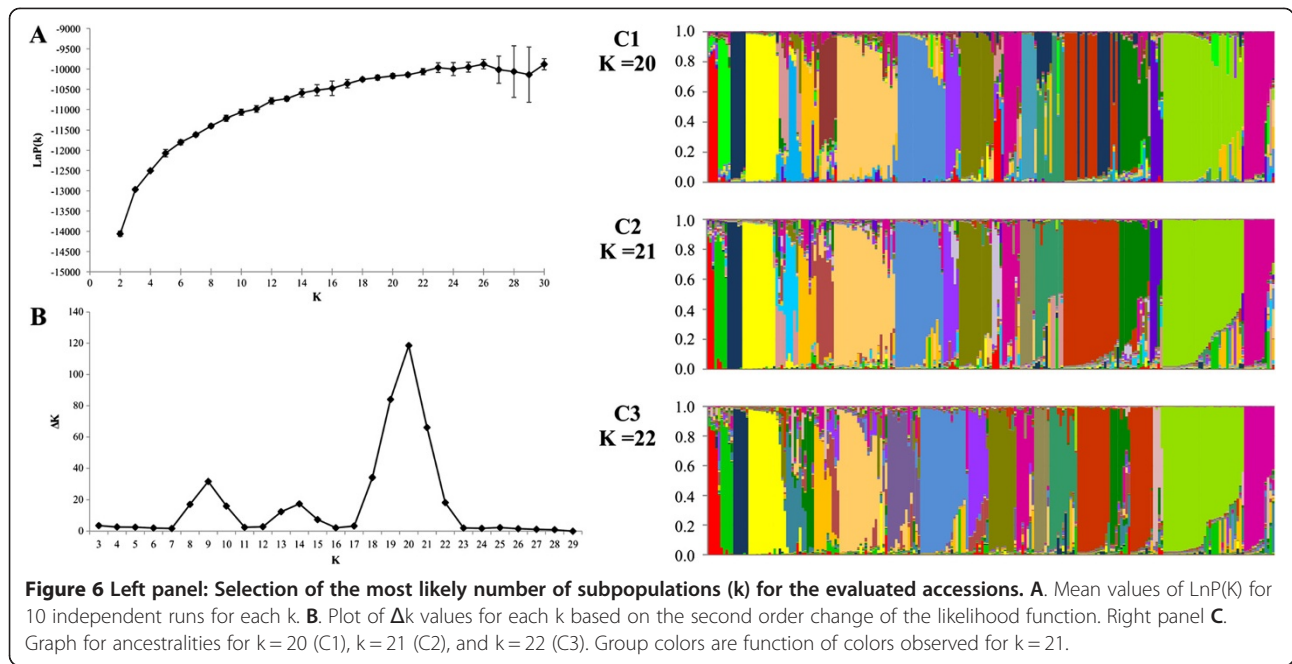 A
-9000
-9500
-10000
-10500
-11000
-11500
-12000
-12500
-13000
-13500
-14000
-14500
-15000
LnP(k)
0 2 4 6 8 10 12 14 16 18 20 22 24 26 28 30
K
B
140
120
100
80
60
40
20
0
ΔK
3 4 5 6 7 8 9 10 11 12 13 14 15 16 17 18 19 20 21 22 23 24 25 26 27 28 29
K
C1
K =20
1.0
0.8
0.6
0.4
0.2
0.0
C2
K =21
1.0
0.8
0.6
0.4
0.2
0.0
C3
K =22
1.0
0.8
0.6
0.4
0.2
0.0
Figure 6 Left panel: Selection of the most likely number of subpopulations (k) for the evaluated accessions. A. Mean values of LnP(K) for
10 independent runs for each k. B. Plot of Δk values for each k based on the second order change of the likelihood function. Right panel C.
Graph for ancestralities for k = 20 (C1), k = 21 (C2), and k = 22 (C3). Group colors are function of colors observed for k = 21.